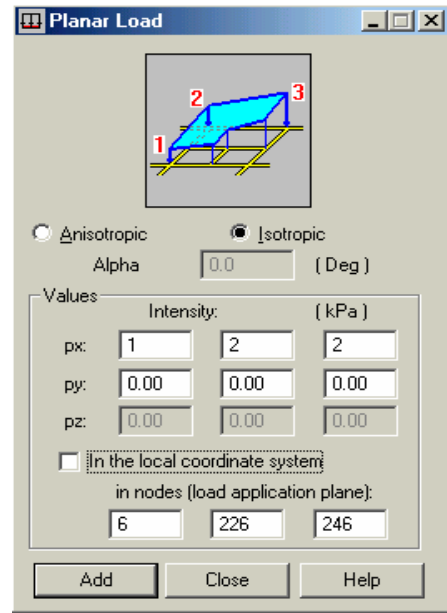 Planar Load
1 2 3
Anisotropic Isotropic
Alpha 0.0 ( Deg )
Values
Intensity: ( kPa )
px: 1 2 2
py: 0.00 0.00 0.00
pz: 0.00 0.00 0.00
In the local coordinate system
in nodes (load application plane):
6 226 246
Add Close Help